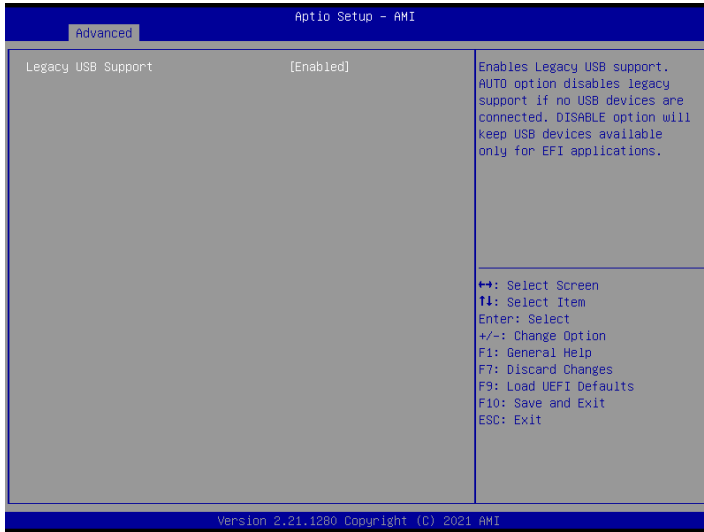 Aptio Setup - AMI
Advanced
Legacy USB Support [Enabled]
Enables Legacy USB support.
AUTO option disables legacy
support if no USB devices are
connected. DISABLE option will
keep USB devices available
only for EFI applications.
↔: Select Screen
↑↓: Select Item
Enter: Select
+/-: Change Option
F1: General Help
F7: Discard Changes
F9: Load UEFI Defaults
F10: Save and Exit
ESC: Exit
Version 2.21.1280 Copyright (C) 2021 AMI